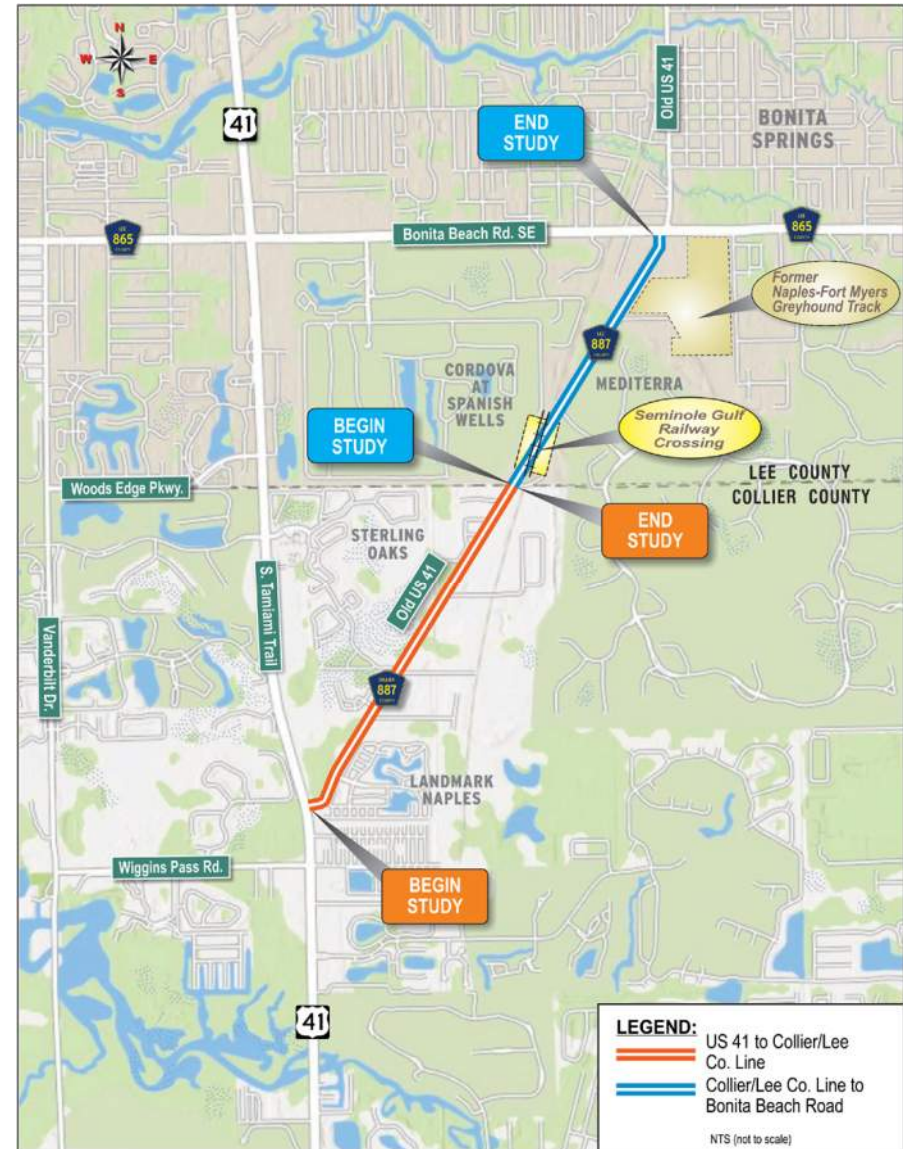 N
W E
S
41
Old US 41
BONITA
SPRINGS
END
STUDY
865
COUNTY
Bonita Beach Rd. SE
865
COUNTY
Former
Naples-Fort Myers
Greyhound Track
887
COUNTY
CORDOVA
AT
SPANISH
WELLS
MEDITERRA
BEGIN
STUDY
Seminole Gulf
Railway
Crossing
LEE COUNTY
COLLIER COUNTY
Woods Edge Pkwy.
END
STUDY
STERLING
OAKS
Old US 41
S. Tamiami Trail
Vanderbilt Dr.
887
COUNTY
LANDMARK
NAPLES
Wiggins Pass Rd.
BEGIN
STUDY
41
LEGEND:
US 41 to Collier/Lee
Co. Line
Collier/Lee Co. Line to
Bonita Beach Road
NTS (not to scale)